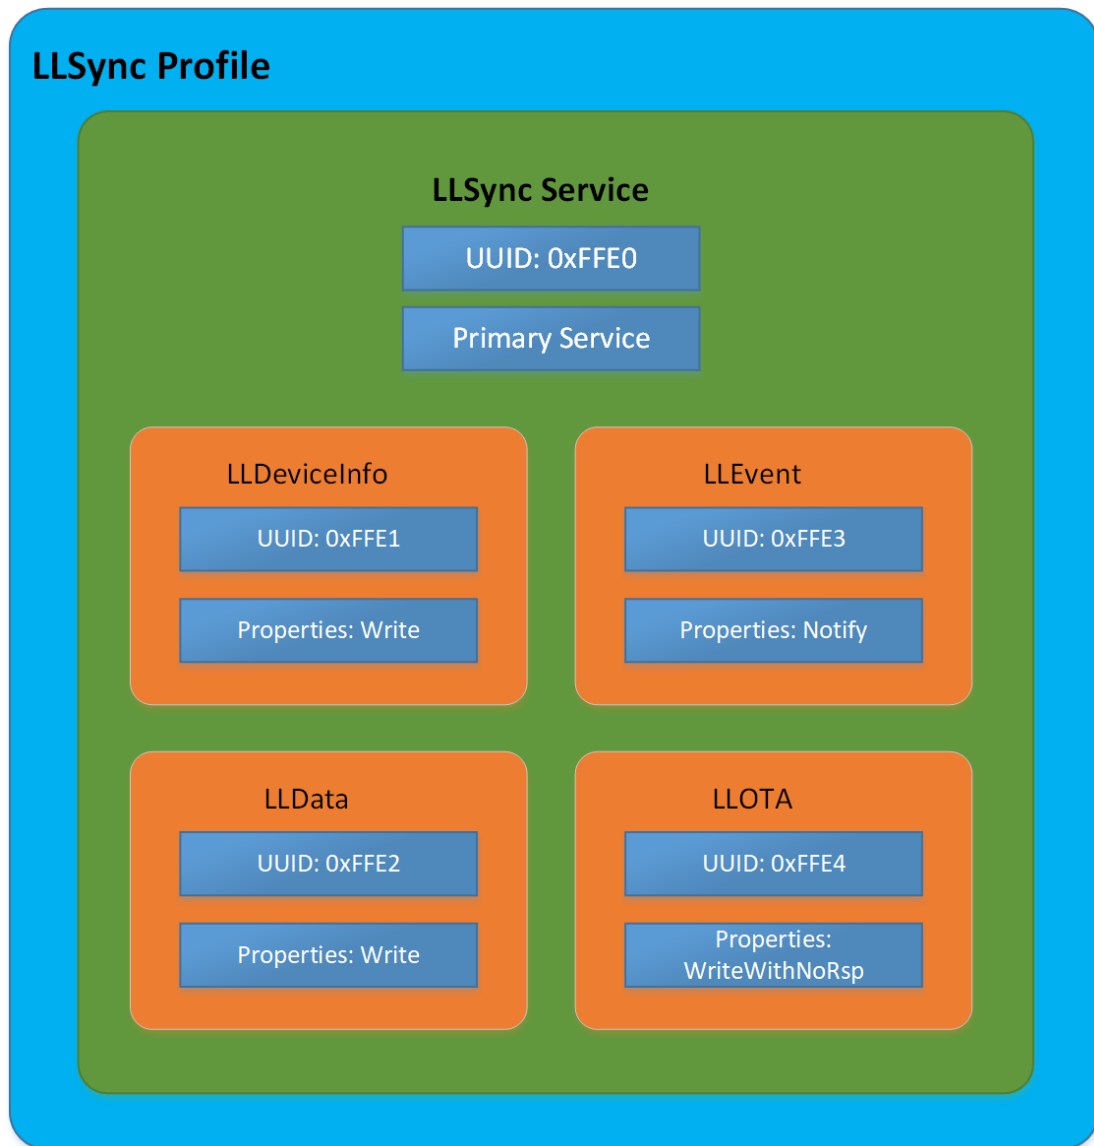 LLSync Profile
LLSync Service
UUID: 0xFFE0
Primary Service
LLDeviceInfo
UUID: 0xFFE1
Properties: Write
LLEvent
UUID: 0xFFE3
Properties: Notify
LLData
UUID: 0xFFE2
Properties: Write
LLOTA
UUID: 0xFFE4
Properties:
WriteWithNoRsp